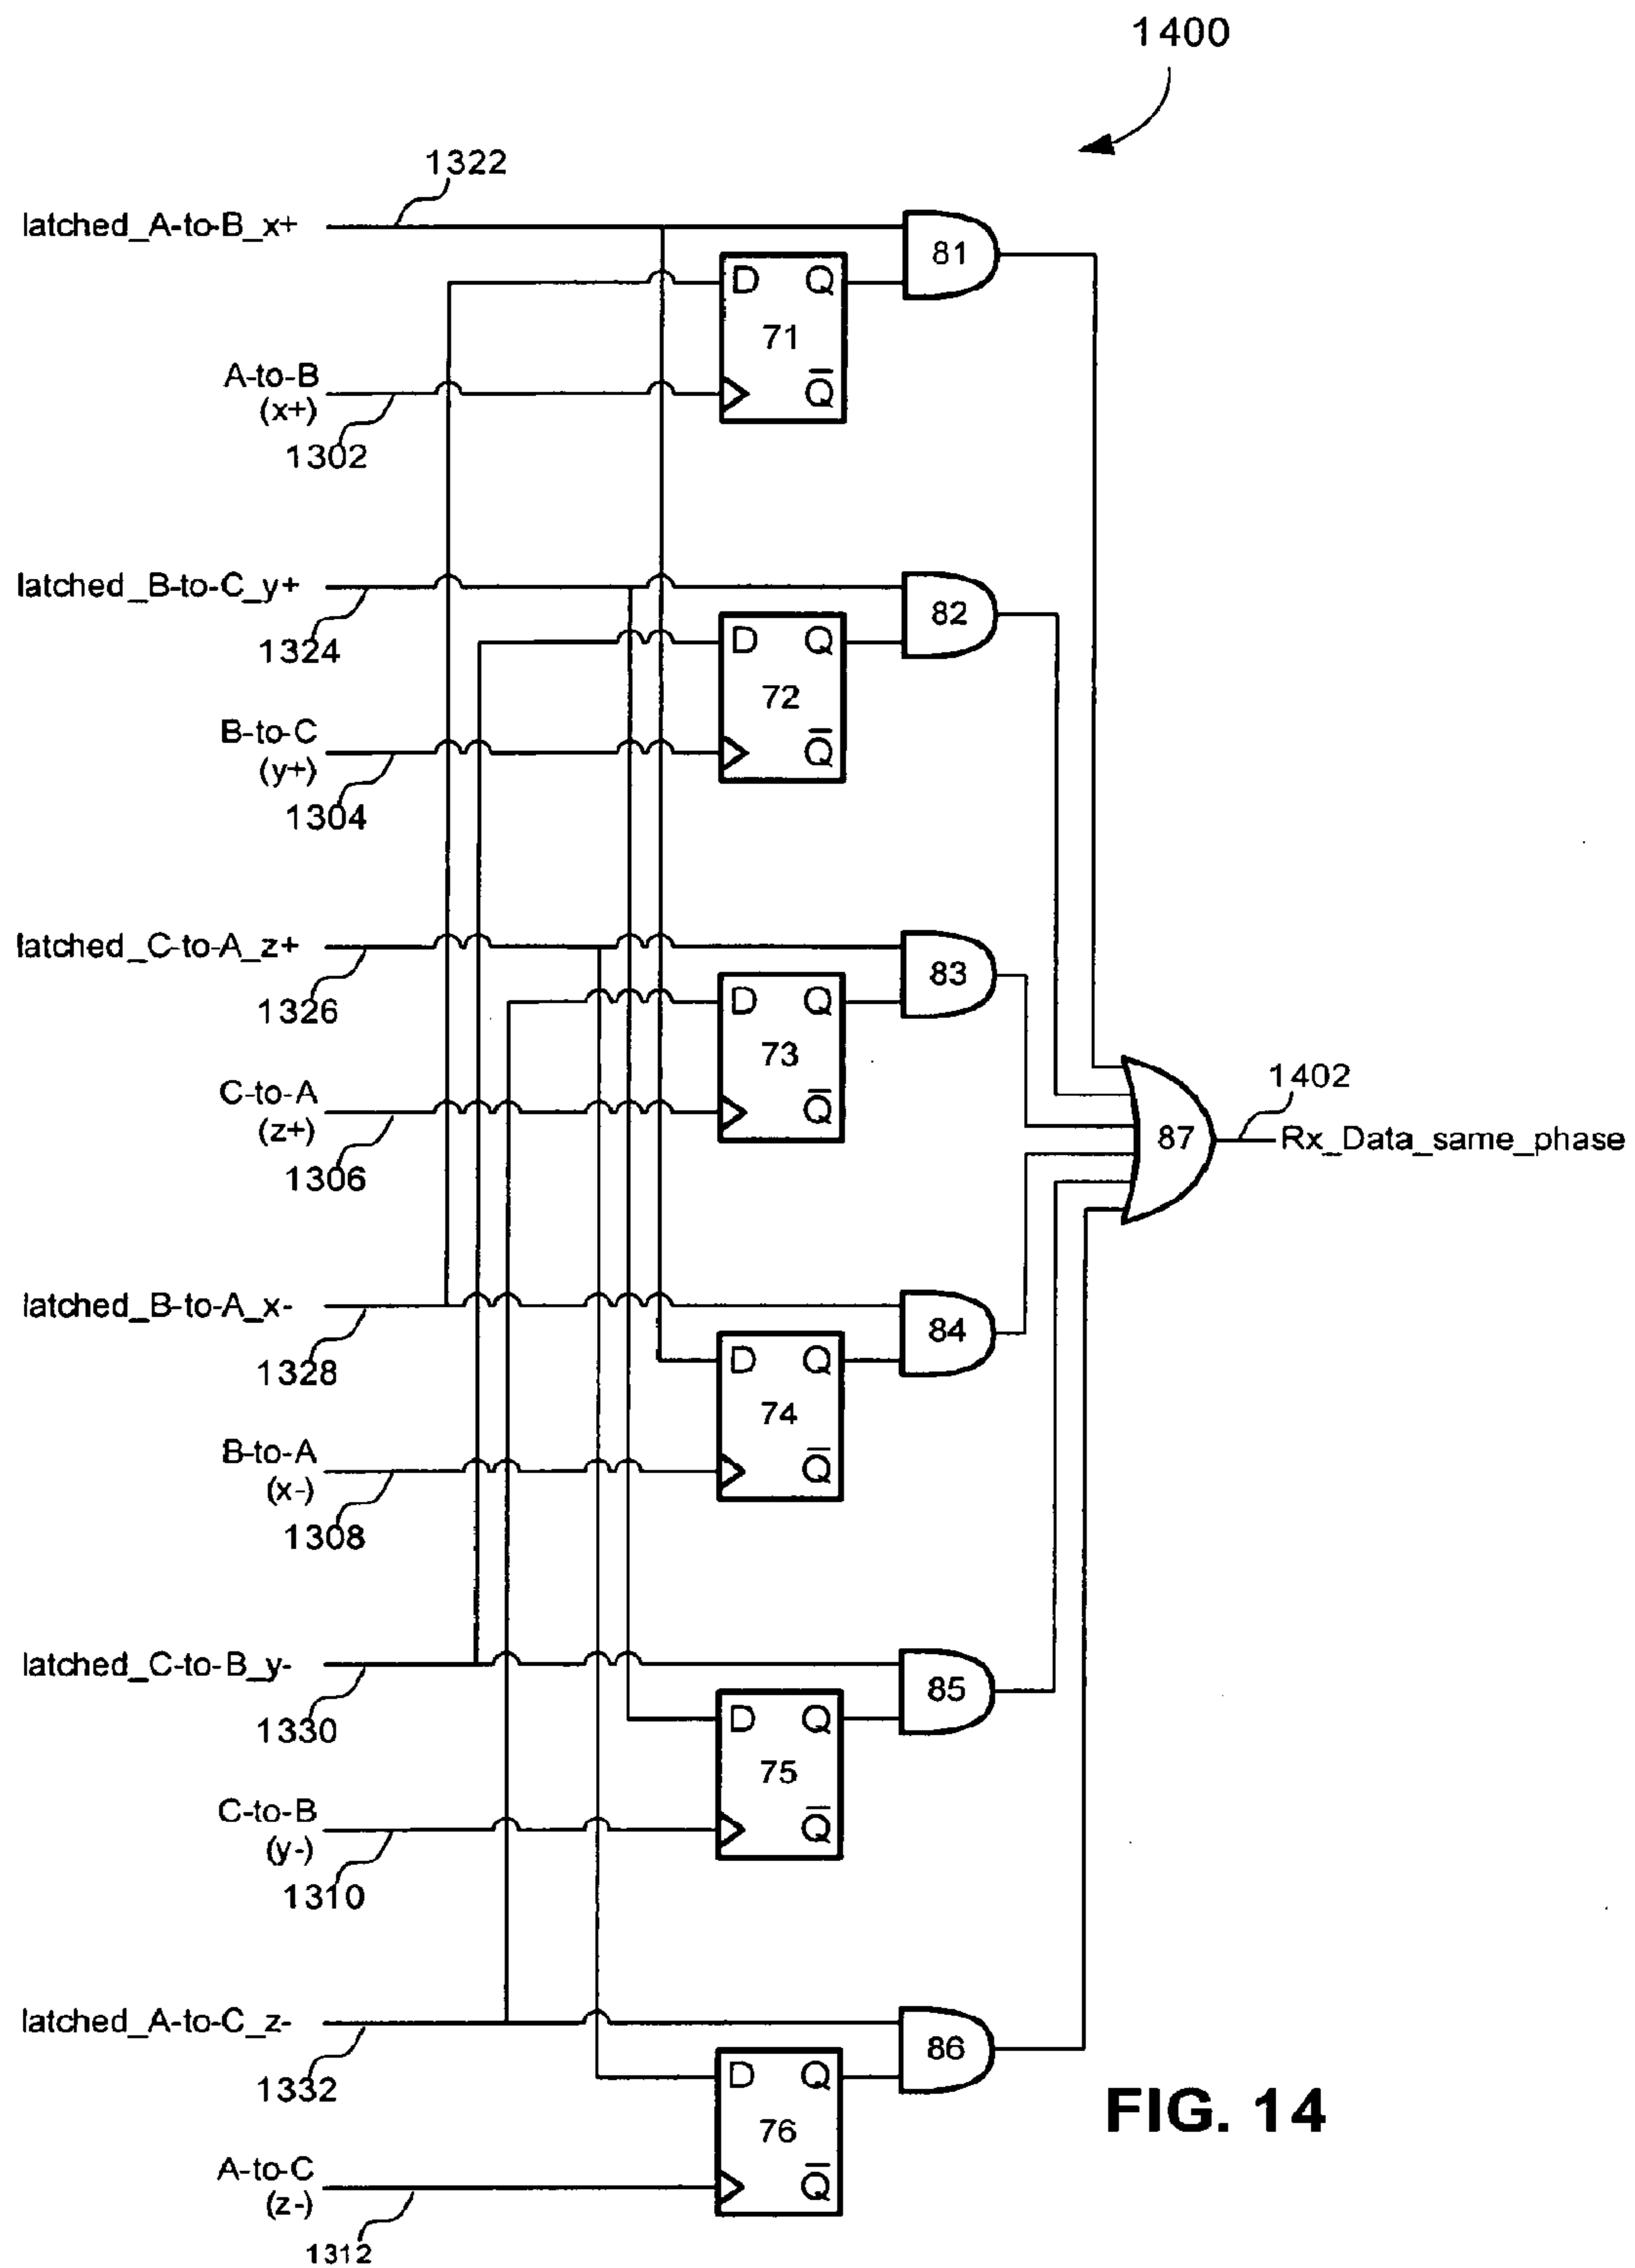 1400
1322
latched_A-to-B_x+
81
D Q
71
Q
A-to-B
(x+)
1302
latched_B-to-C_y+
1324
82
D Q
72
Q
B-to-C
(y+)
1304
latched_C-to-A_z+
1326
83
D Q
73
Q
C-to-A
(z+)
1306
87
1402
Rx_Data_same_phase
latched_B-to-A_x-
1328
84
D Q
74
Q
B-to-A
(x-)
1308
latched_C-to-B_y-
1330
85
D Q
75
Q
C-to-B
(y-)
1310
latched_A-to-C_z-
1332
86
D Q
76
Q
A-to-C
(z-)
1312
FIG. 14